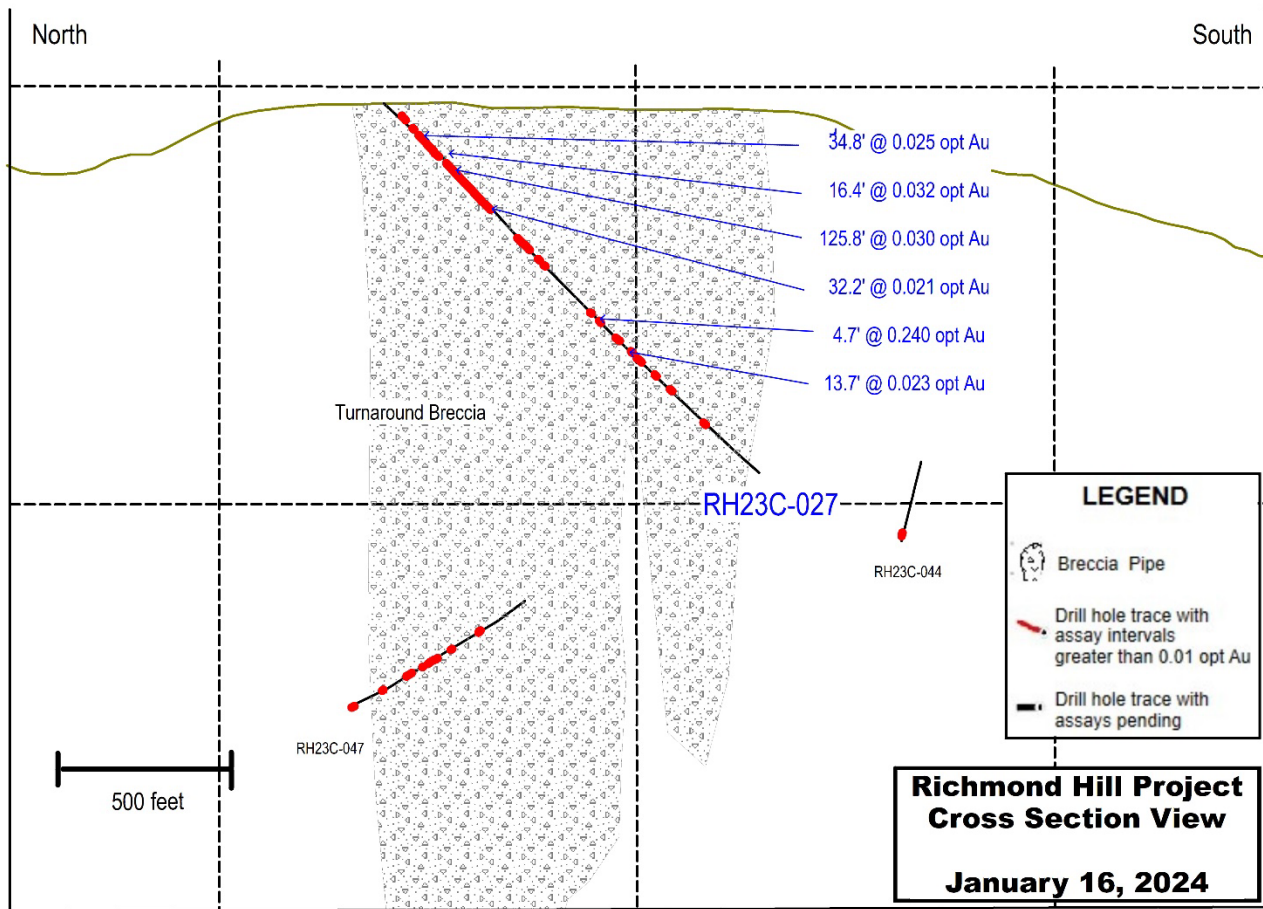 North
South
34.8' @ 0.025 opt Au
16.4' @ 0.032 opt Au
125.8' @ 0.030 opt Au
32.2' @ 0.021 opt Au
4.7' @ 0.240 opt Au
13.7' @ 0.023 opt Au
Turnaround Breccia
RH23C-027
RH23C-044
RH23C-047
500 feet
LEGEND
Breccia Pipe
Drill hole trace with
assay intervals
greater than 0.01 opt Au
Drill hole trace with
assays pending
Richmond Hill Project
Cross Section View
January 16, 2024